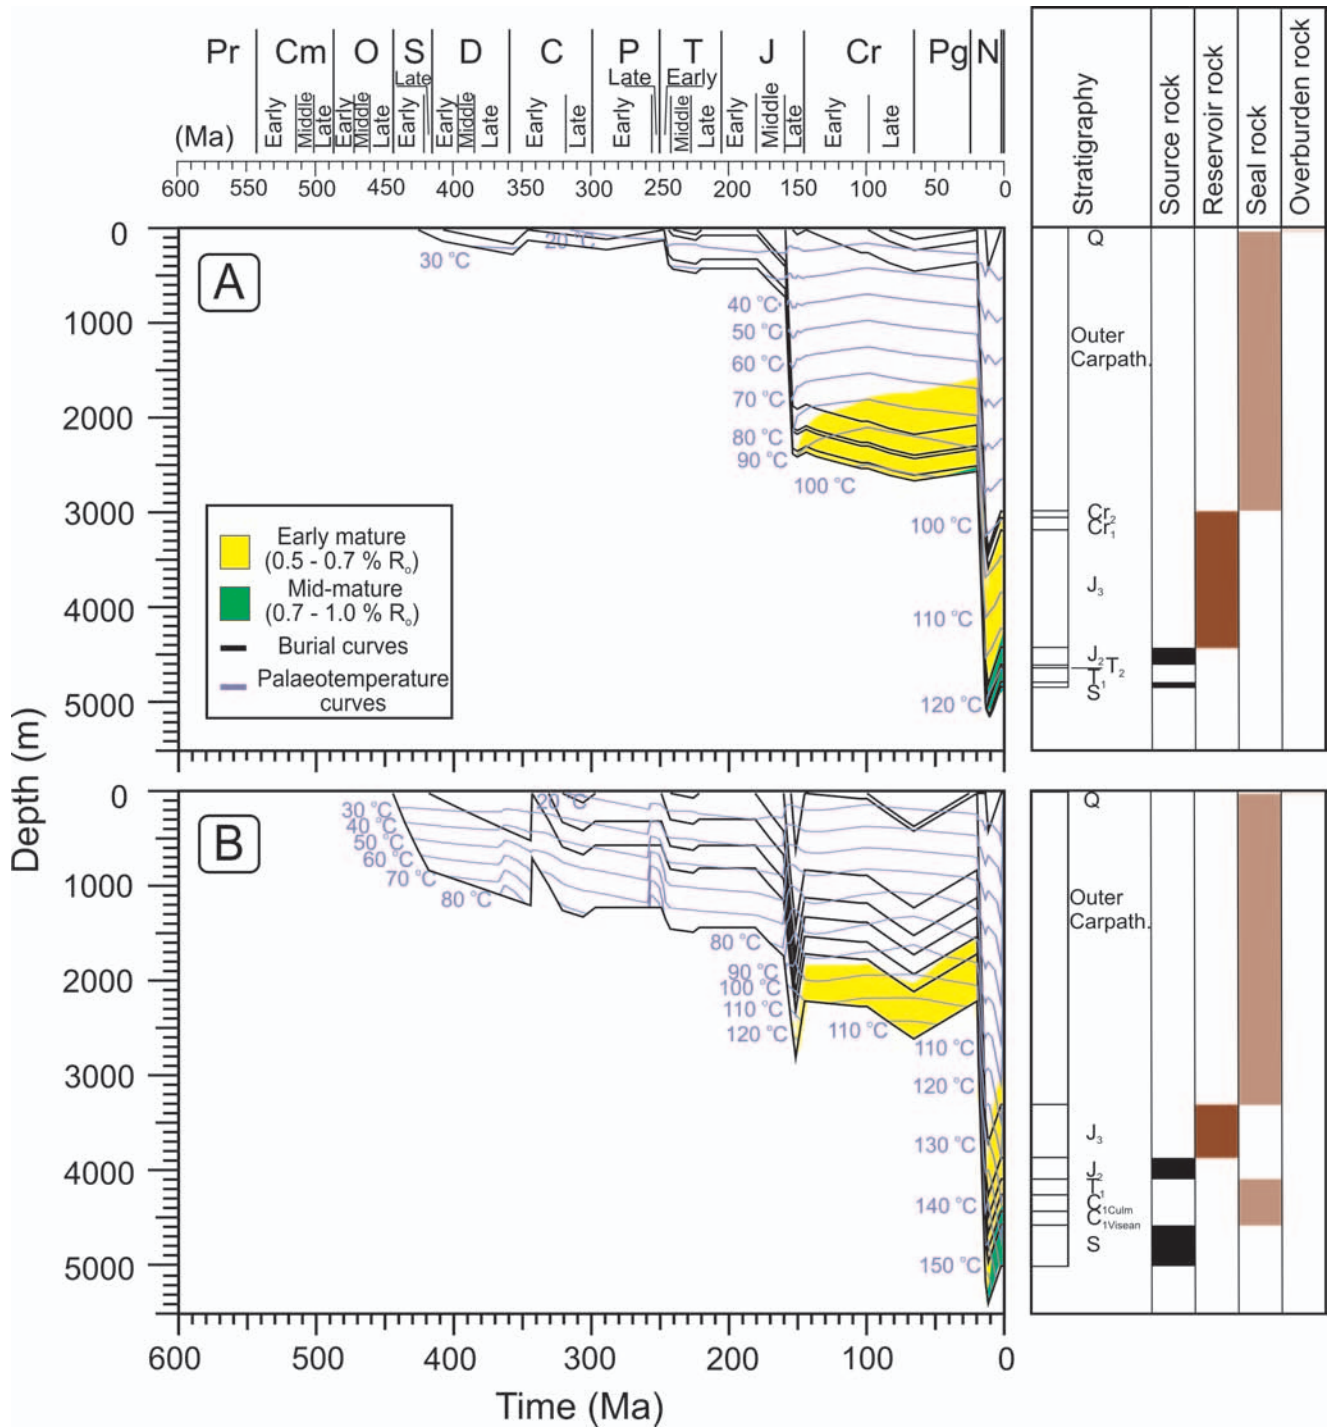 Pr Cm O S D C P T J Cr Pg N
Late Late Early
Early Middle Late Early Middle Late Early Early Middle Late Early Late Early Middle Late Early Middle Late Early Late
(Ma)
600 550 500 450 400 350 300 250 200 150 100 50 0
Stratigraphy Source rock Reservoir rock Seal rock Overburden rock
Depth (m)
A
0
1000
2000
3000
4000
5000
30 °C
20 °C
40 °C
50 °C
60 °C
70 °C
80 °C
90 °C
100 °C
100 °C
110 °C
120 °C
Early mature
(0.5 - 0.7 % Ro)
Mid-mature
(0.7 - 1.0 % Ro)
Burial curves
Palaeotemperature
curves
Q
Outer
Carpath.
Cr2
Cr1
J3
J2
T2
T1
S
B
0
1000
2000
3000
4000
5000
30 °C
20 °C
40 °C
50 °C
60 °C
70 °C
80 °C
80 °C
90 °C
100 °C
110 °C
120 °C
110 °C
110 °C
120 °C
130 °C
140 °C
150 °C
Q
Outer
Carpath.
J3
J2
T1
C1Culm
C1Visean
S
600 500 400 300 200 100 0
Time (Ma)